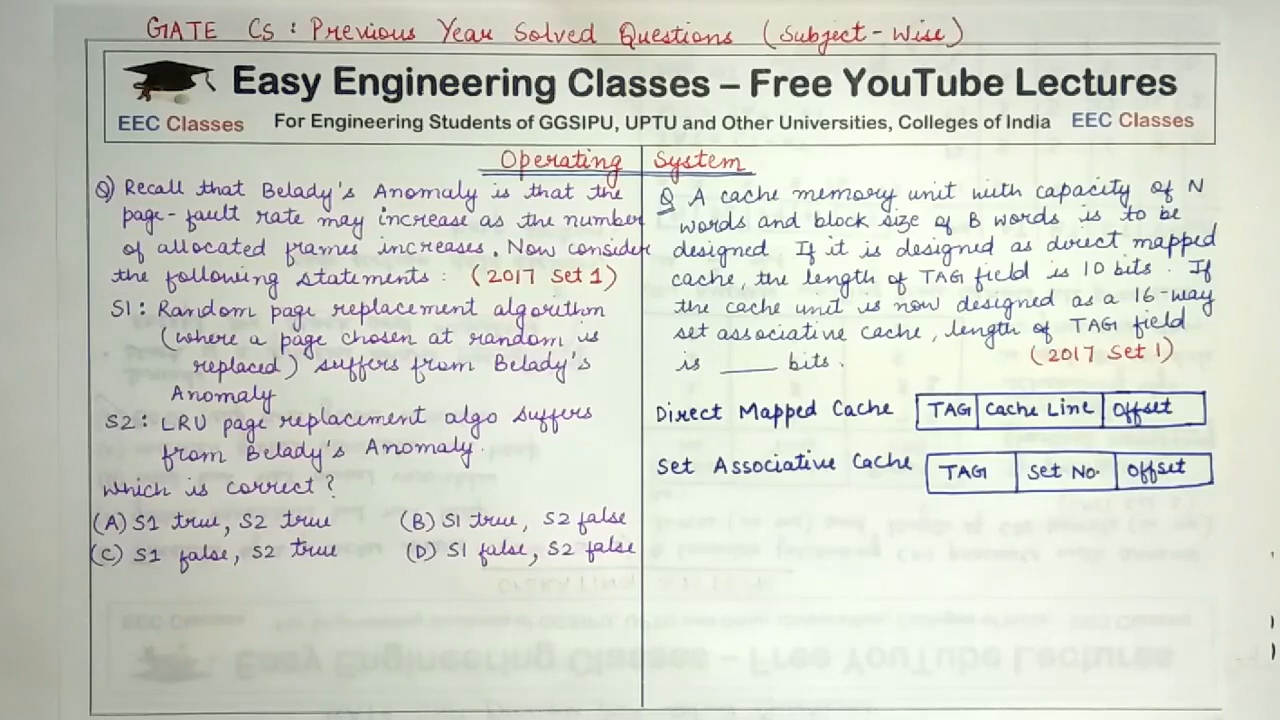 GATE CS : Previous Year Solved Questions (Subject-Wise)
Easy Engineering Classes – Free YouTube Lectures
EEC Classes For Engineering Students of GGSIPU, UPTU and Other Universities, Colleges of India EEC Classes
Operating System
Q) Recall that Belady's Anomaly is that the
page-fault rate may increase as the number
of allocated frames increases. Now consider
the following statements : (2017 Set 1)
S1: Random page replacement algorithm
(where a page chosen at random is
replaced) suffers from Belady's
Anomaly
S2: LRU page replacement algo suffers
from Belady's Anomaly.
Which is correct?
(A) S1 true, S2 true (B) S1 true, S2 false
(C) S1 false, S2 true (D) S1 false, S2 false
Q A cache memory unit with capacity of N
words and block size of B words is to be
designed. If it is designed as direct mapped
cache, the length of TAG field is 10 bits. If
the cache unit is now designed as a 16-way
set associative cache, length of TAG field
is ____ bits. (2017 Set 1)
Direct Mapped Cache TAG Cache Line Offset
Set Associative Cache TAG Set No. Offset